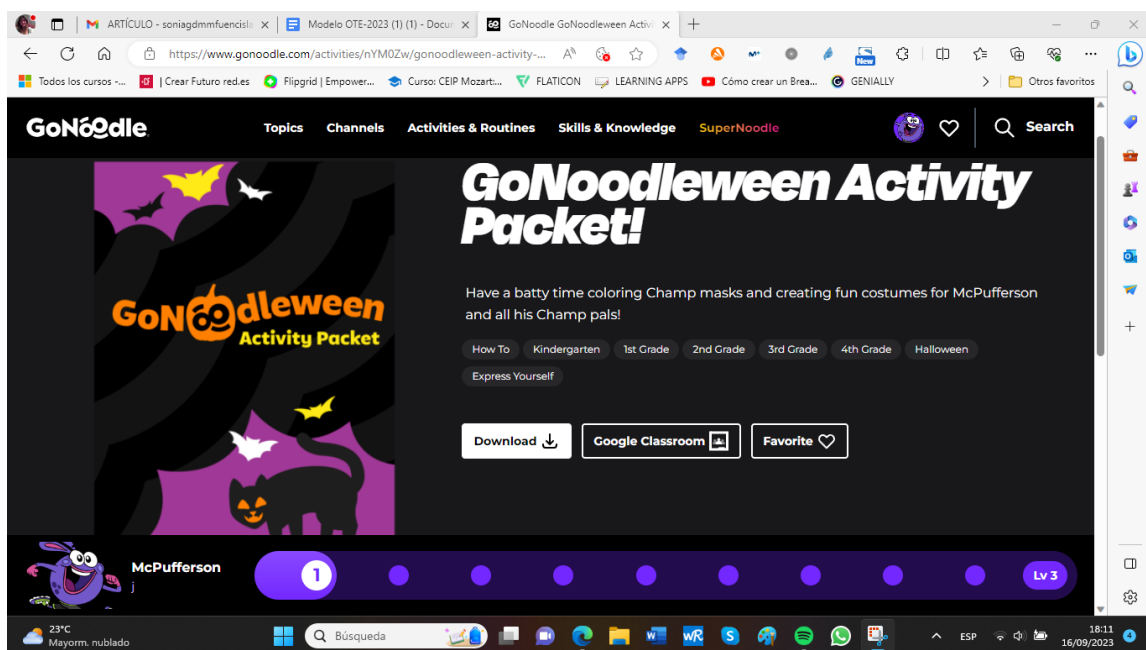 ARTÍCULO - soniagdmmfuencisla
Modelo OTE-2023 (1) (1) - Docur
GoNoodle GoNoodleween Activi
https://www.gonoodle.com/activities/nYM0Zw/gonoodleween-activity-...
New
Todos los cursos -...
| Crear Futuro red.es
Flipgrid | Empower...
Curso: CEIP Mozart:...
FLATICON
LEARNING APPS
Cómo crear un Brea...
GENIALLY
Otros favoritos
GoNoodle
Topics
Channels
Activities & Routines
Skills & Knowledge
SuperNoodle
Search
GoNoodleween
Activity Packet
GoNoodleween Activity
Packet!
Have a batty time coloring Champ masks and creating fun costumes for McPufferson
and all his Champ pals!
How To
Kindergarten
1st Grade
2nd Grade
3rd Grade
4th Grade
Halloween
Express Yourself
Download
Google Classroom
Favorite
McPufferson
j
1
Lv 3
23°C
Mayorm. nublado
Búsqueda
ESP
18:11
16/09/2023
4